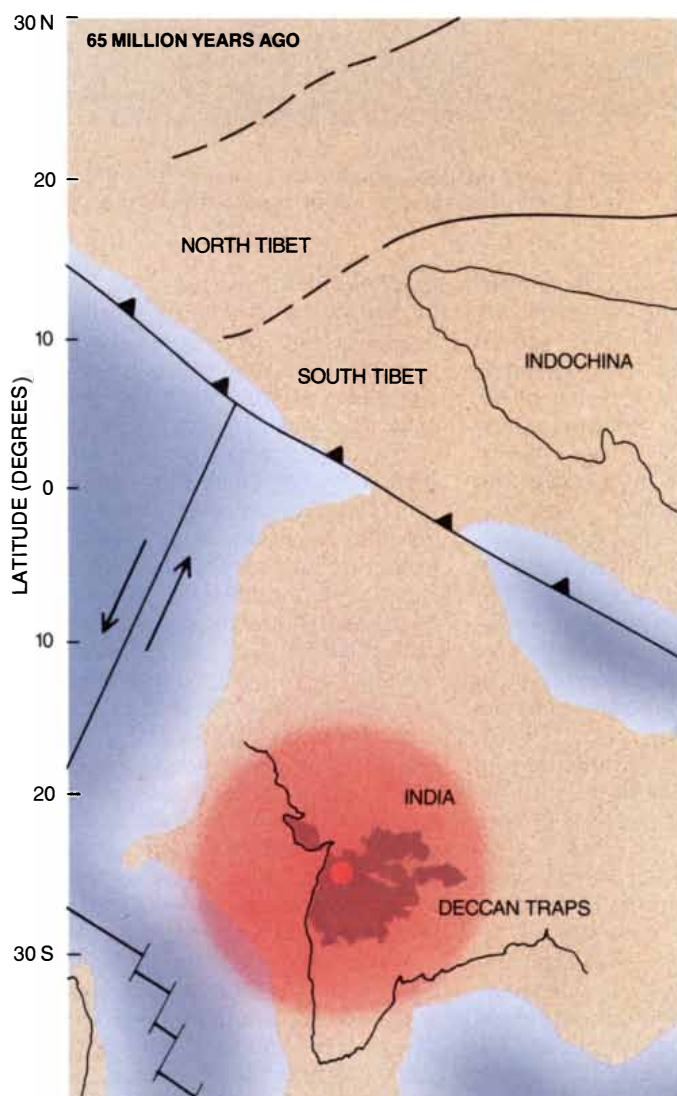 30 N
65 MILLION YEARS AGO
20
NORTH TIBET
10
SOUTH TIBET
INDOCHINA
LATITUDE (DEGREES)
0
10
20
INDIA
DECCAN TRAPS
30 S